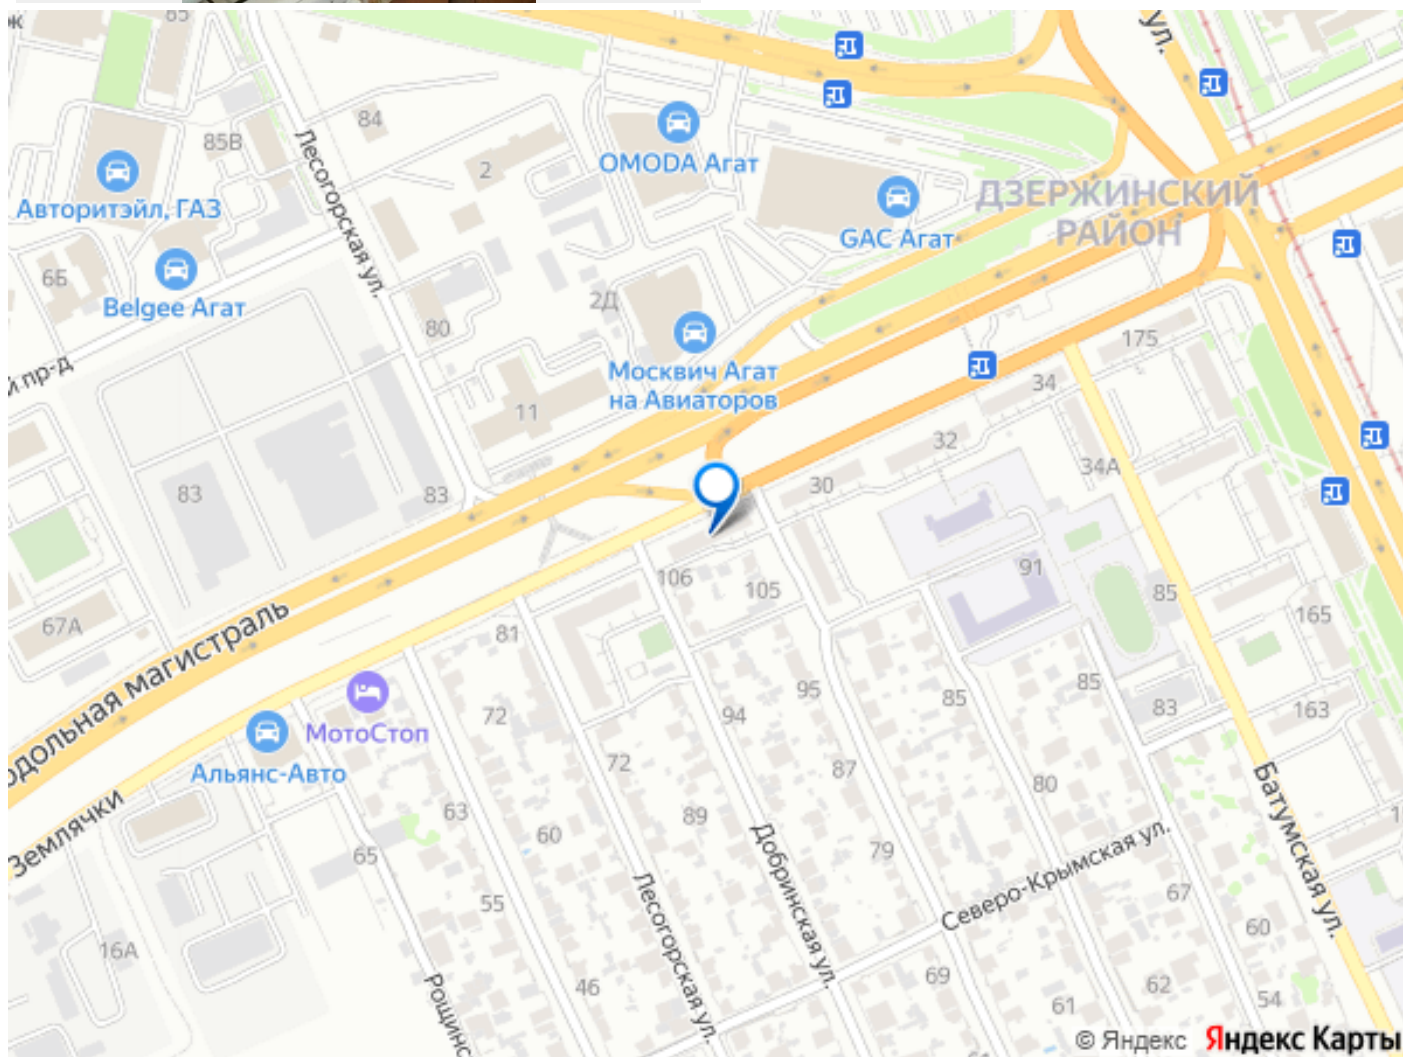 ж
85
84
85В
Лесогорская ул.
2
OMODA Агат
Авторитэйл, ГАЗ
GAC Агат
ДЗЕРЖИНСКИЙ
РАЙОН
ул.
6Б
Belgee Агат
80
2Д
Москвич Агат
на Авиаторов
175
й пр-д
11
34
32
34А
83
83
30
106
105
91
85
165
67А
81
одольная магистраль
МотоСтоп
72
95
94
85
85
83
163
Альянс-Авто
72
87
80
Землячки
63
60
89
79
65
Добринская ул.
Северо-Крымская ул.
Батумская ул.
1
67
55
Лесогорская ул.
60
16А
46
69
62
54
61
Рощинс
© Яндекс Яндекс Карты